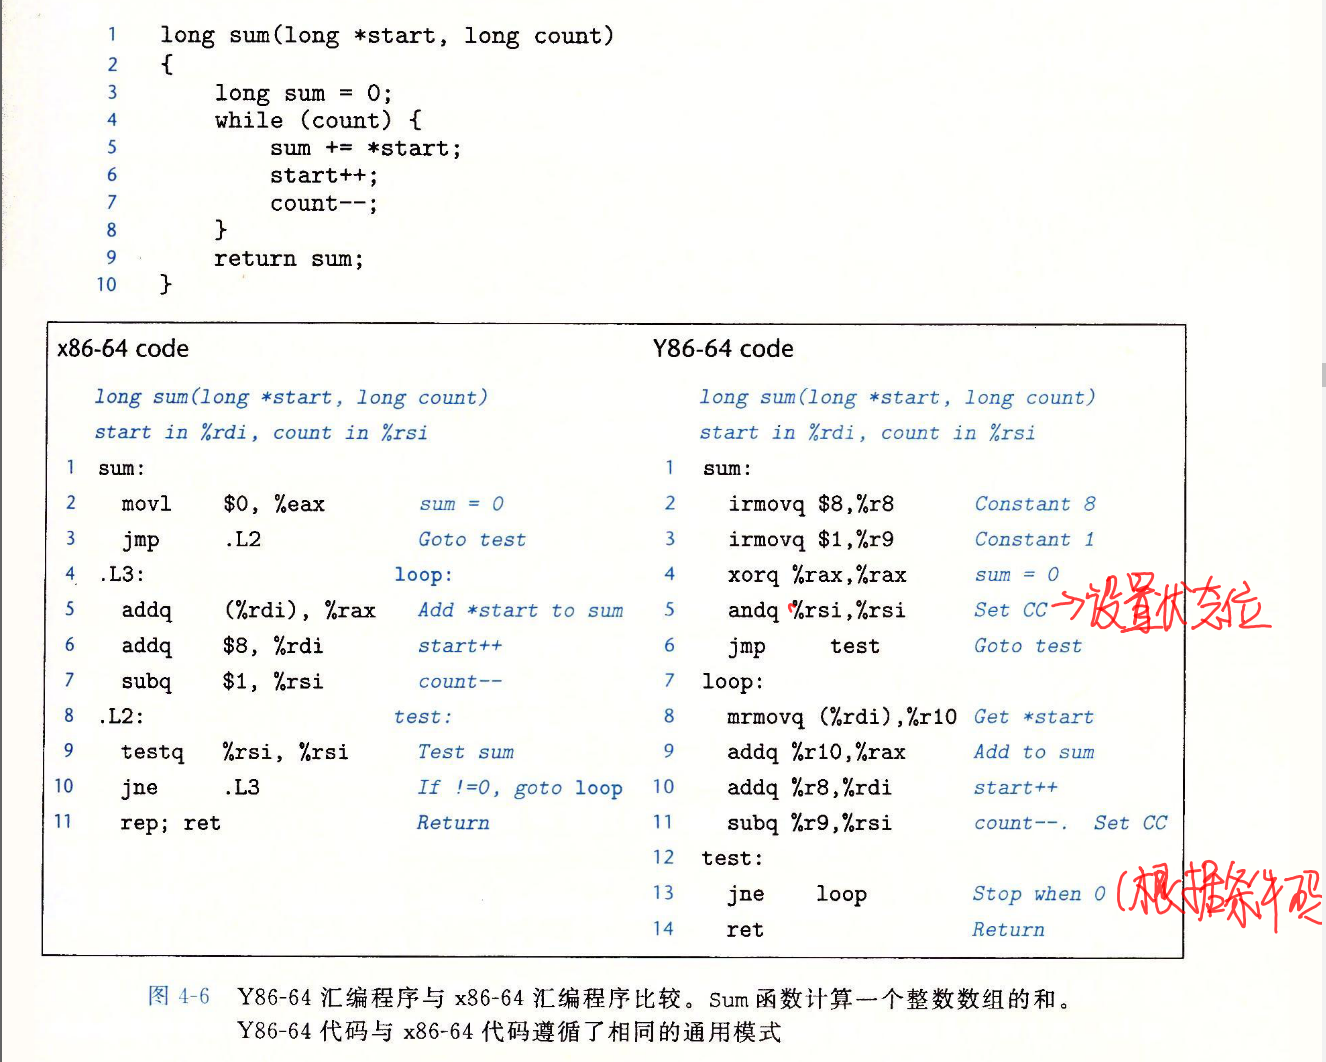 1 long sum(long *start, long count)
2 {
3 long sum = 0;
4 while (count) {
5 sum += *start;
6 start++;
7 count--;
8 }
9 return sum;
10 }
x86-64 code
long sum(long *start, long count)
start in %rdi, count in %rsi
1 sum:
2 movl $0, %eax sum = 0
3 jmp .L2 Goto test
4 .L3: loop:
5 addq (%rdi), %rax Add *start to sum
6 addq $8, %rdi start++
7 subq $1, %rsi count--
8 .L2: test:
9 testq %rsi, %rsi Test sum
10 jne .L3 If !=0, goto loop
11 rep; ret Return
Y86-64 code
long sum(long *start, long count)
start in %rdi, count in %rsi
1 sum:
2 irmovq $8,%r8 Constant 8
3 irmovq $1,%r9 Constant 1
4 xorq %rax,%rax sum = 0
5 andq %rsi,%rsi Set CC →设置状态位
6 jmp test Goto test
7 loop:
8 mrmovq (%rdi),%r10 Get *start
9 addq %r10,%rax Add to sum
10 addq %r8,%rdi start++
11 subq %r9,%rsi count--. Set CC
12 test:
13 jne loop Stop when 0 (根据条件码
14 ret Return
图 4-6 Y86-64 汇编程序与 x86-64 汇编程序比较。Sum 函数计算一个整数数组的和。
Y86-64 代码与 x86-64 代码遵循了相同的通用模式